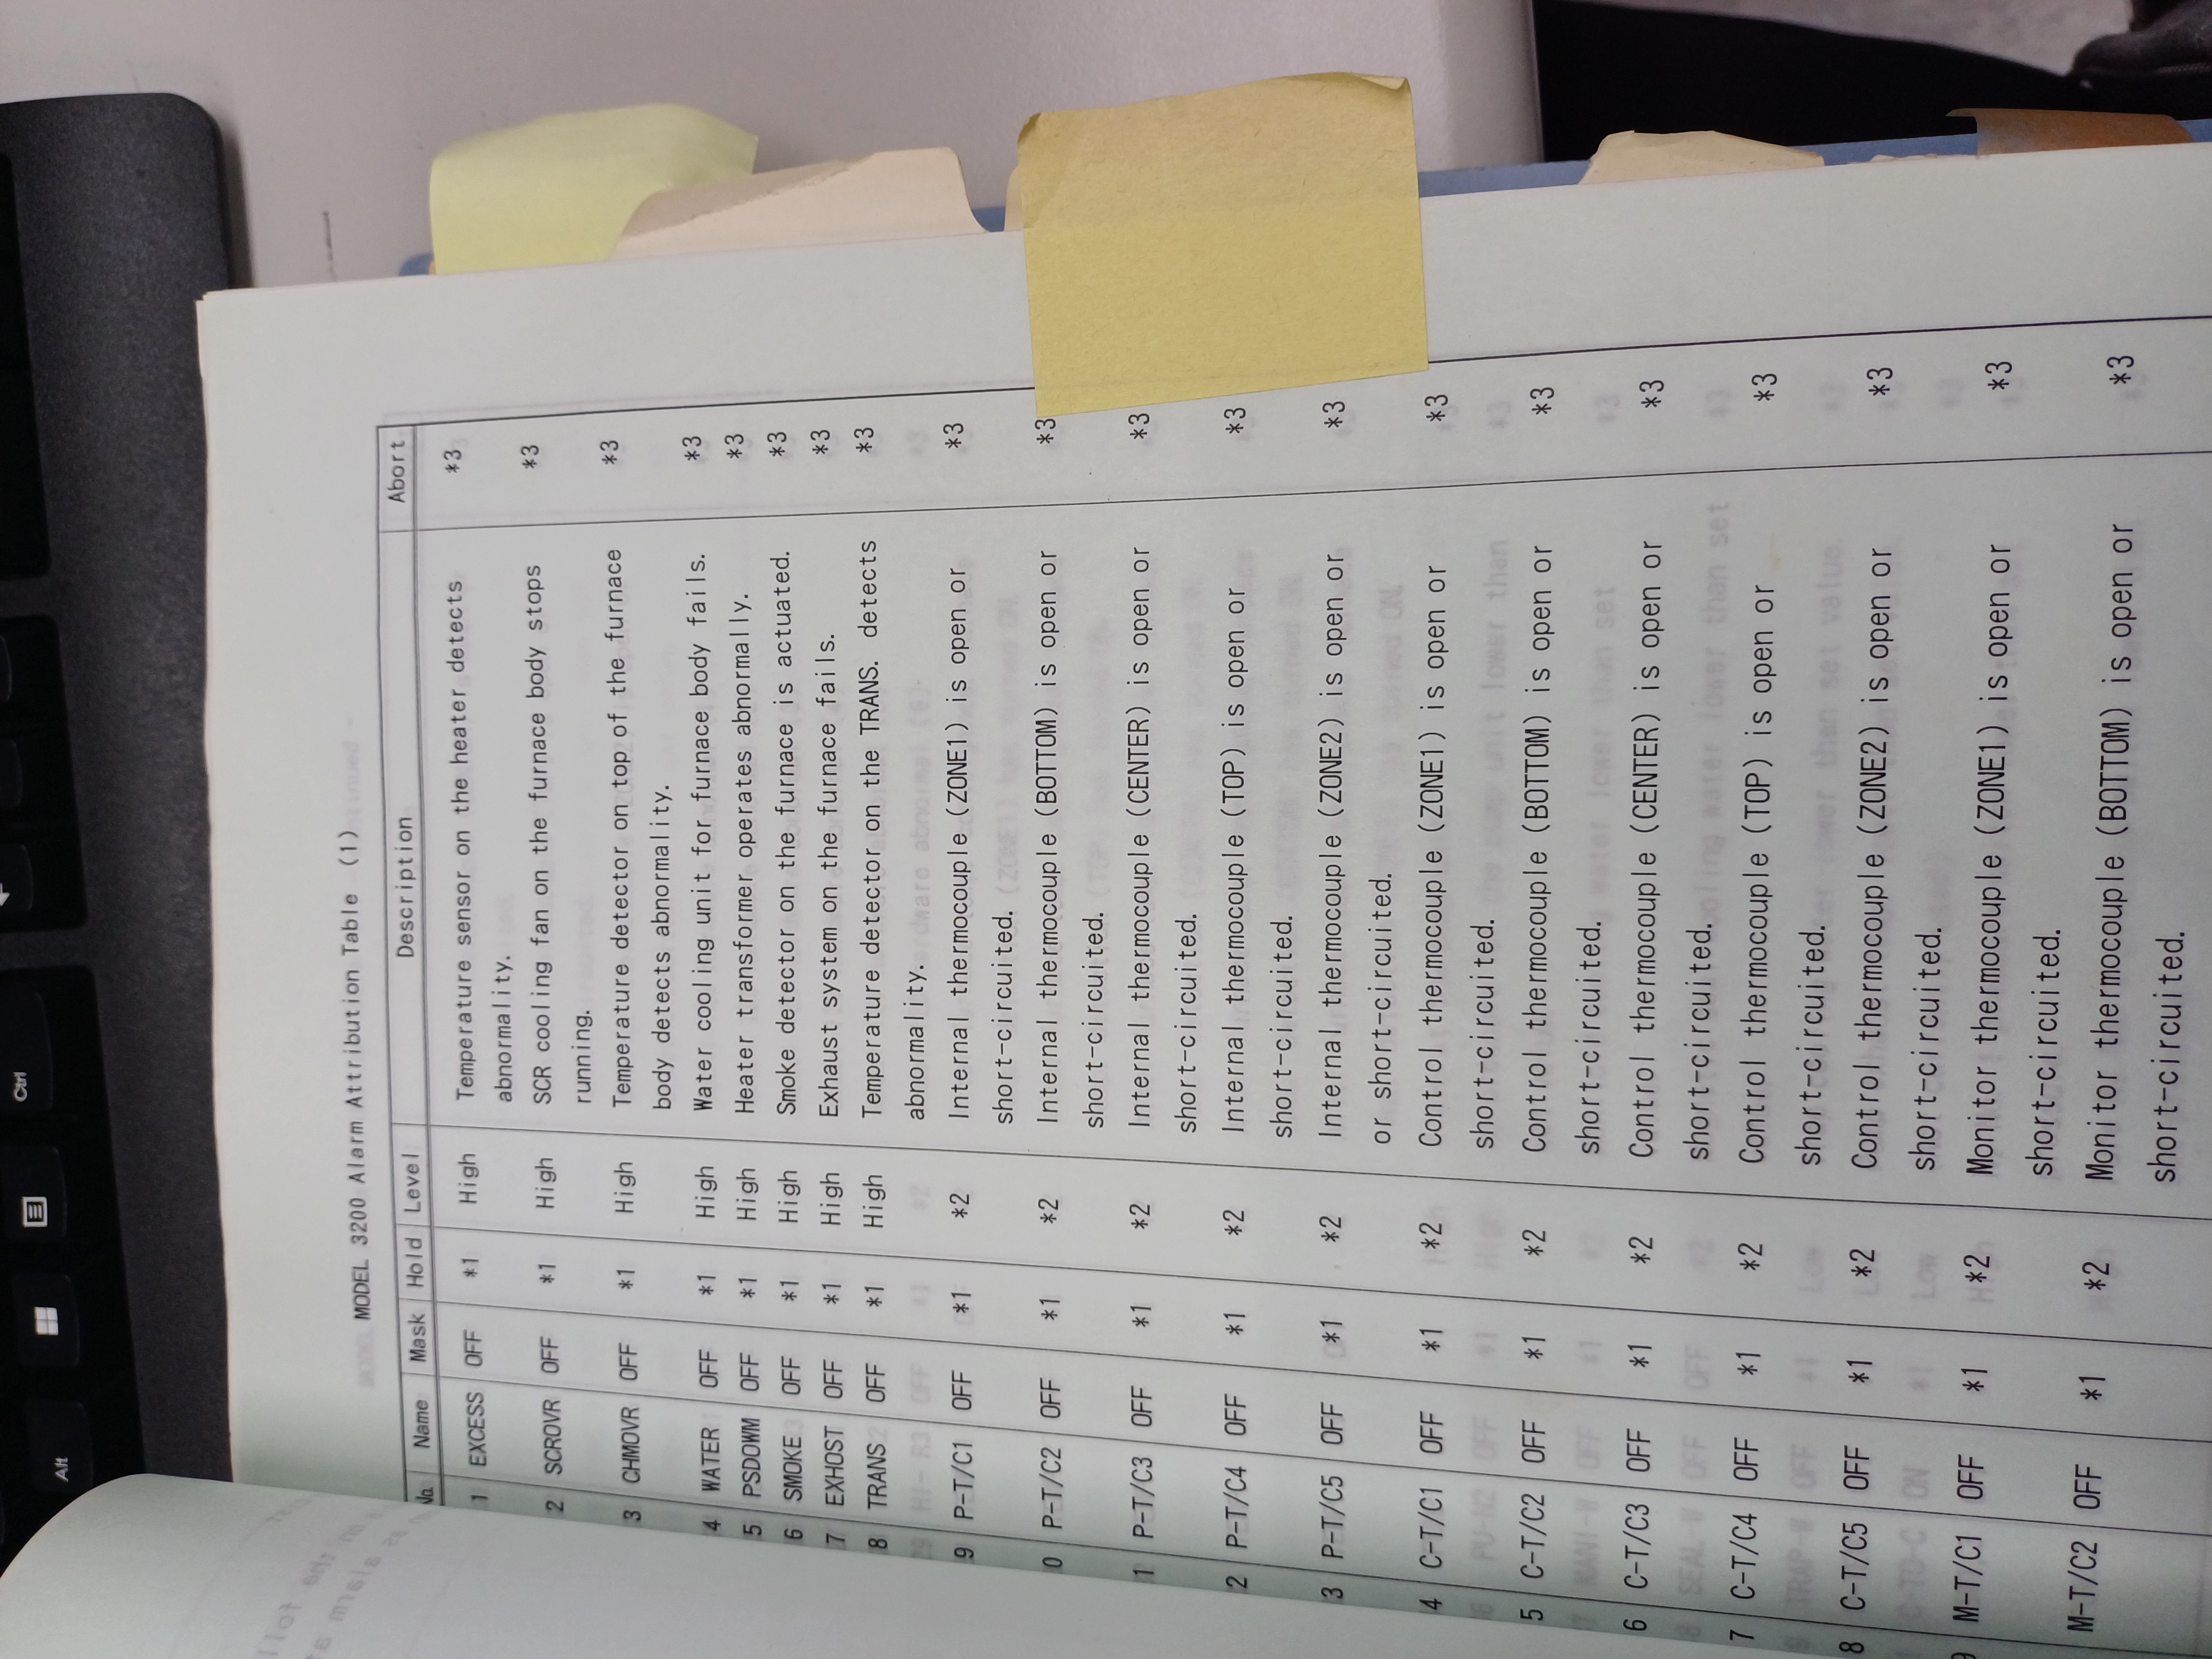 Alt
Ctrl
MODEL 3200 Alarm Attribution Table (1)
No. Name Mask Hold Level Description Abort
1 EXCESS OFF *1 High Temperature sensor on the heater detects *3
abnormality.
2 SCROVR OFF *1 High SCR cooling fan on the furnace body stops *3
running.
3 CHMOVR OFF *1 High Temperature detector on top of the furnace *3
body detects abnormality.
4 WATER OFF *1 High Water cooling unit for furnace body fails. *3
5 PSDOWM OFF *1 High Heater transformer operates abnormally. *3
6 SMOKE OFF *1 High Smoke detector on the furnace is actuated. *3
7 EXHOST OFF *1 High Exhaust system on the furnace fails. *3
8 TRANS OFF *1 High Temperature detector on the TRANS. detects *3
abnormality.
9 P-T/C1 OFF *1 *2 Internal thermocouple (ZONE1) is open or *3
short-circuited.
0 P-T/C2 OFF *1 *2 Internal thermocouple (BOTTOM) is open or *3
short-circuited.
1 P-T/C3 OFF *1 *2 Internal thermocouple (CENTER) is open or *3
short-circuited.
2 P-T/C4 OFF *1 *2 Internal thermocouple (TOP) is open or *3
short-circuited.
3 P-T/C5 OFF *1 *2 Internal thermocouple (ZONE2) is open or *3
or short-circuited.
4 C-T/C1 OFF *1 *2 Control thermocouple (ZONE1) is open or *3
short-circuited.
5 C-T/C2 OFF *1 *2 Control thermocouple (BOTTOM) is open or *3
short-circuited.
6 C-T/C3 OFF *1 *2 Control thermocouple (CENTER) is open or *3
short-circuited.
7 C-T/C4 OFF *1 *2 Control thermocouple (TOP) is open or *3
short-circuited.
8 C-T/C5 OFF *1 *2 Control thermocouple (ZONE2) is open or *3
short-circuited.
9 M-T/C1 OFF *1 *2 Monitor thermocouple (ZONE1) is open or *3
short-circuited.
M-T/C2 OFF *1 *2 Monitor thermocouple (BOTTOM) is open or *3
short-circuited.